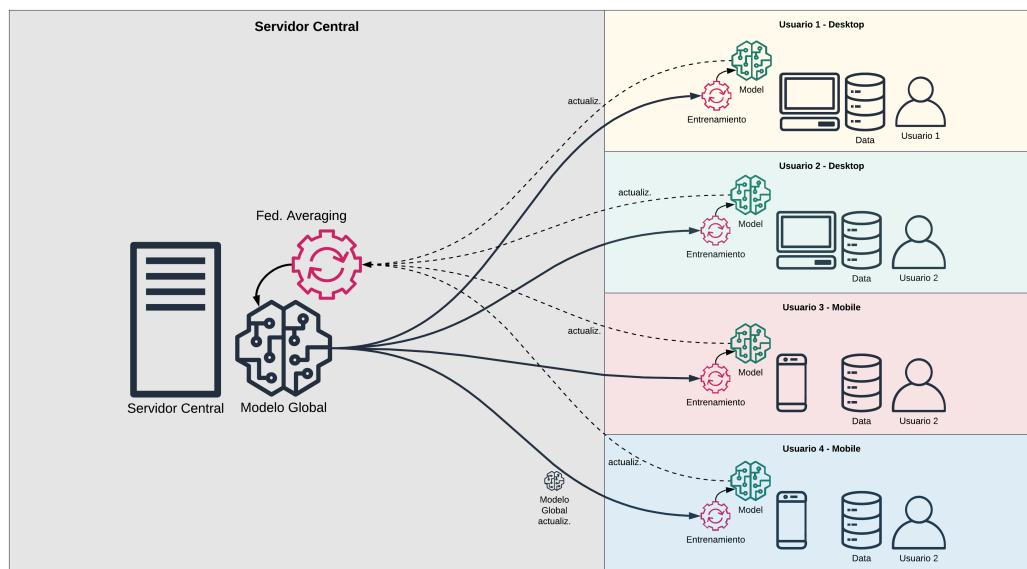 Servidor Central
Fed. Averaging
Servidor Central
Modelo Global
actualiz.
actualiz.
actualiz.
actualiz.
Modelo
Global
actualiz.
Usuario 1 - Desktop
Model
Entrenamiento
Data
Usuario 1
Usuario 2 - Desktop
Model
Entrenamiento
Data
Usuario 2
Usuario 3 - Mobile
Model
Entrenamiento
Data
Usuario 2
Usuario 4 - Mobile
Model
Entrenamiento
Data
Usuario 2